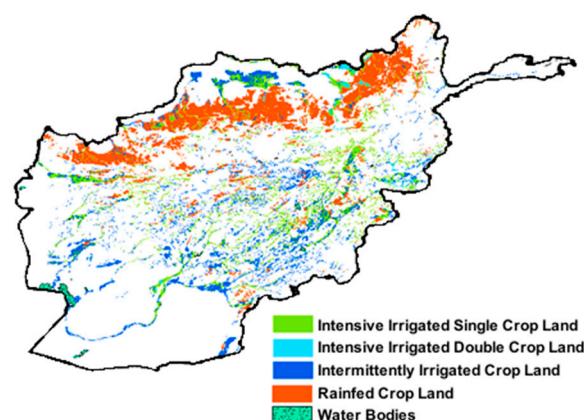 Intensive Irrigated Single Crop Land
Intensive Irrigated Double Crop Land
Intermittently Irrigated Crop Land
Rainfed Crop Land
Water Bodies